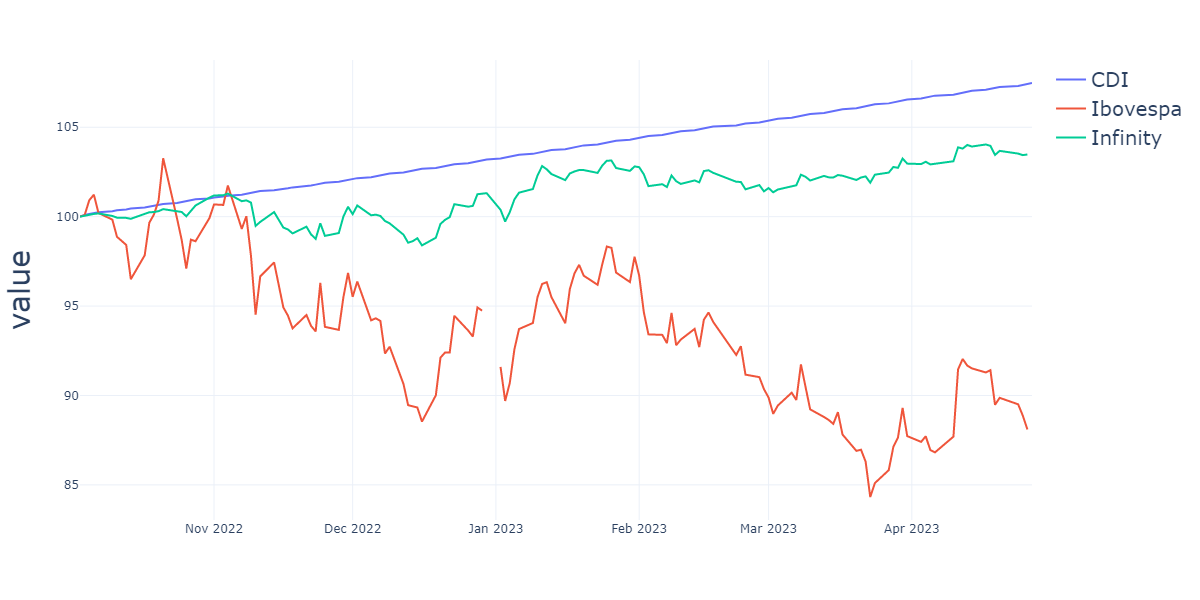 CDI
Ibovespa
Infinity
value
105
100
95
90
85
Nov 2022
Dec 2022
Jan 2023
Feb 2023
Mar 2023
Apr 2023